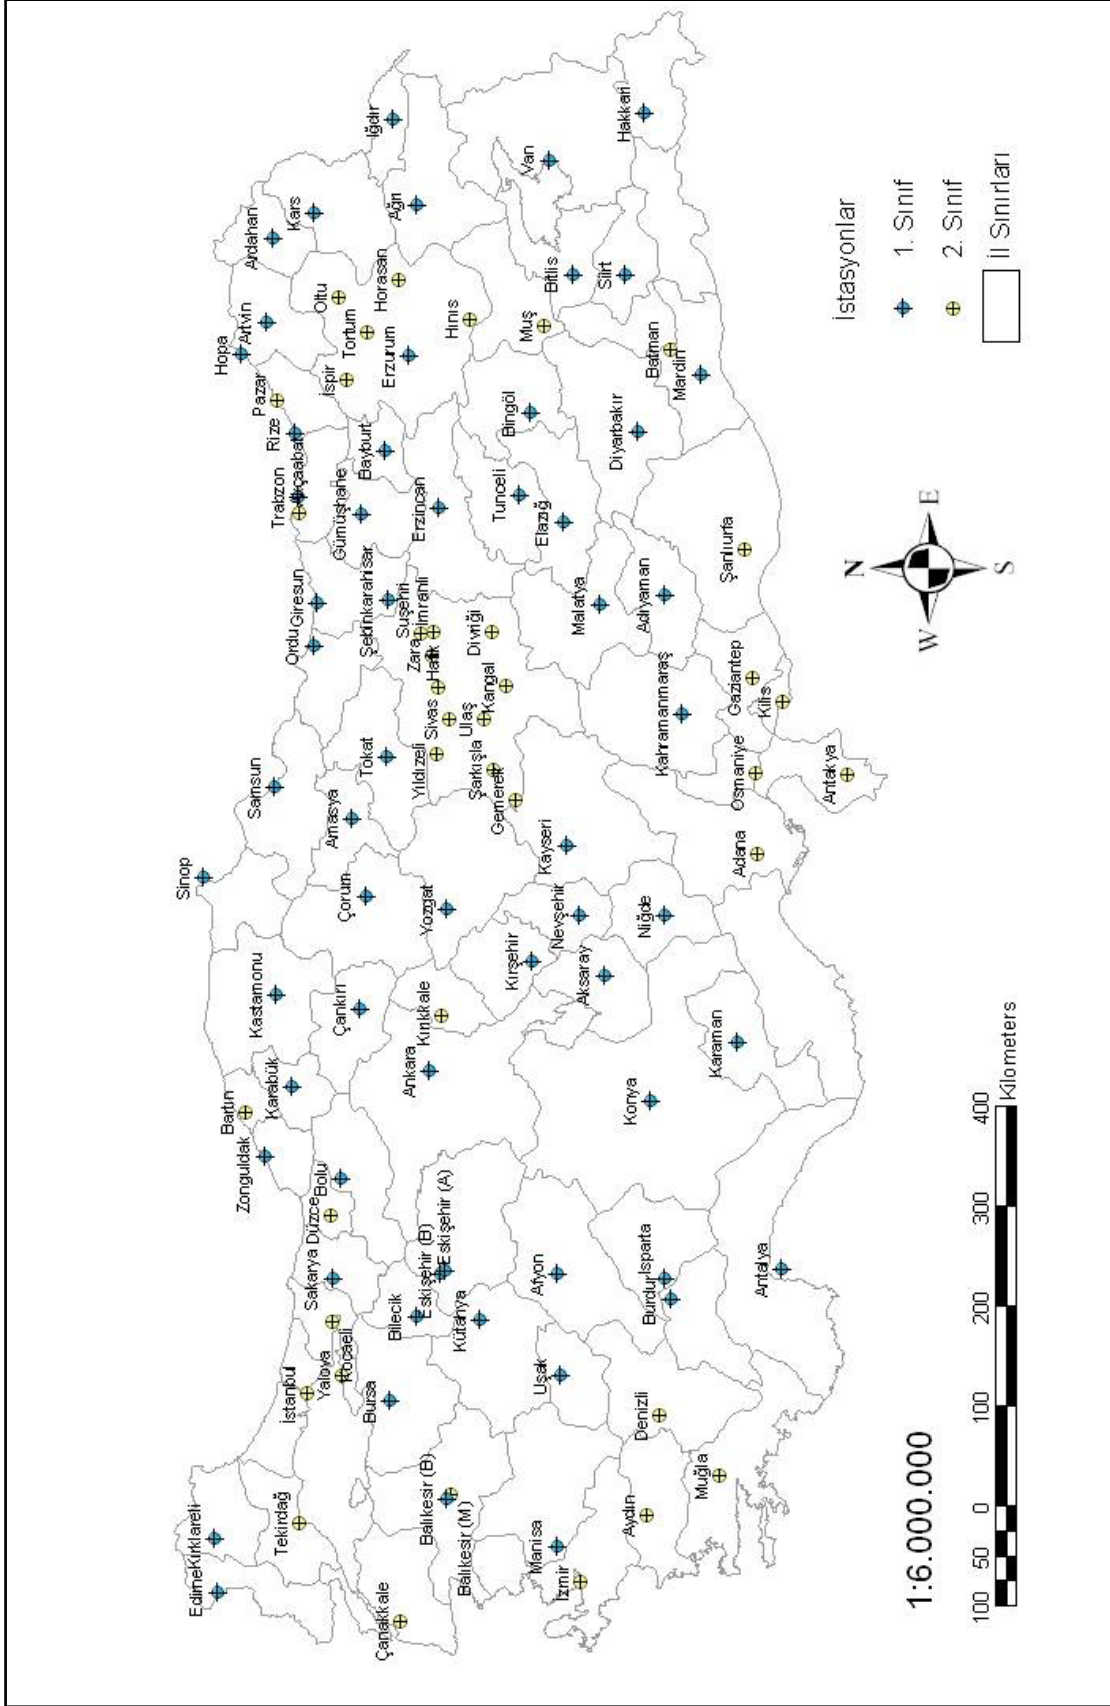 Edirne
Kırklareli
Tekirdağ
Çanakkale
İstanbul
Yalova
Kocaeli
Sakarya
Düzce
Bolu
Zonguldak
Bartın
Karabük
Kastamonu
Çankırı
Sinop
Samsun
Çorum
Amasya
Tokat
Ordu
Giresun
Şebinkarahisar
Trabzon
Gümüşhane
Rize
Pazar
Hopa
Artvin
Ardahan
Kars
Iğdır
Ağrı
Oltu
Tortum
İspir
Horasan
Erzurum
Hınıs
Bayburt
Erzincan
Suşehri
İmranlı
Zara
Hafik
Sivas
Yıldızeli
Ulaş
Kangal
Divriği
Şarkışla
Gemerek
Bursa
Bilecik
Eskişehir (B)
Eskişehir (A)
Kütahya
Balıkesir (B)
Balıkesir (M)
Ankara
Kırıkkale
Yozgat
Kırşehir
Nevşehir
Kayseri
Aksaray
Niğde
Tunceli
Elazığ
Bingöl
Muş
Bitlis
Van
Hakkari
Siirt
Batman
Mardin
Diyarbakır
Malatya
Adıyaman
Şanlıurfa
Kahramanmaraş
Gaziantep
Kilis
Osmaniye
Antakya
Adana
Manisa
İzmir
Uşak
Afyon
Aydın
Denizli
Muğla
Burdur
Isparta
Antalya
Konya
Karaman
İstasyonlar
1. Sınıf
2. Sınıf
İl Sınırları
N
W
E
S
1:6.000.000
100 50 0 100 200 300 400
Kilometers